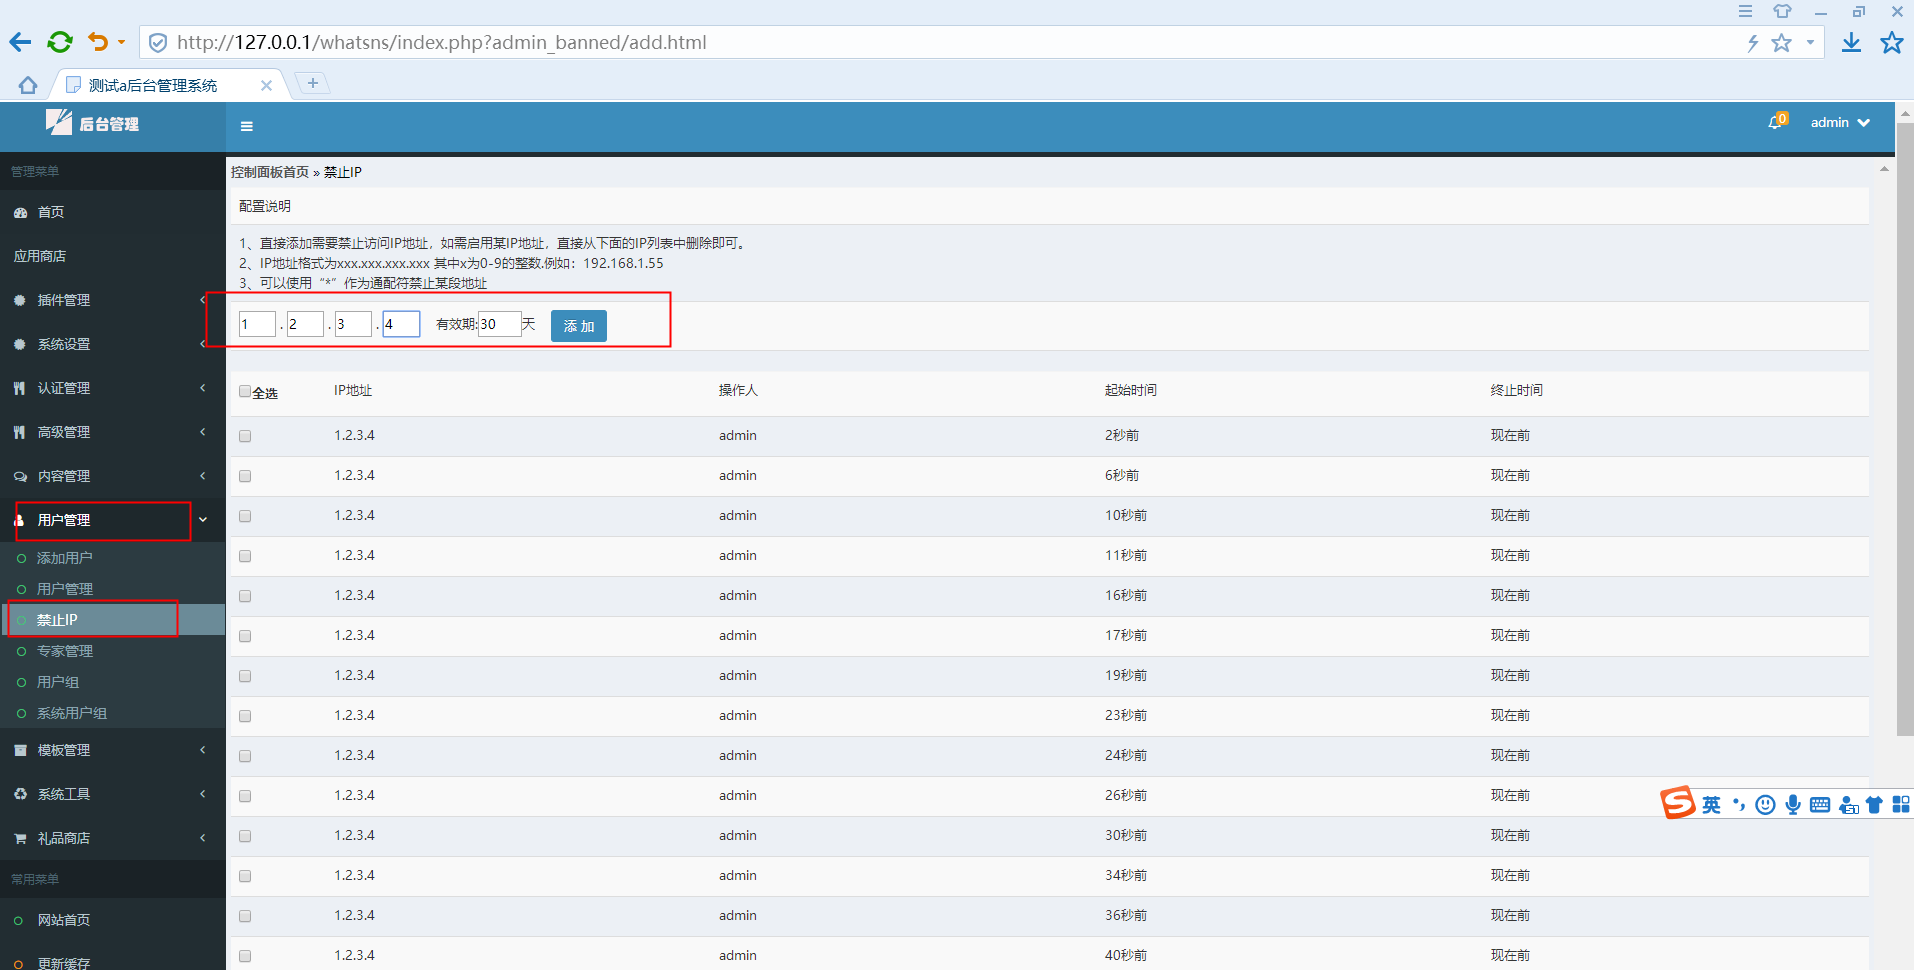 http://127.0.0.1/whatsns/index.php?admin_banned/add.html
测试a后台管理系统
后台管理
0
admin
管理菜单
首页
应用商店
插件管理
系统设置
认证管理
高级管理
内容管理
用户管理
添加用户
用户管理
禁止IP
专家管理
用户组
系统用户组
模板管理
系统工具
礼品商店
常用菜单
网站首页
更新缓存
控制面板首页 » 禁止IP
配置说明
1、直接添加需要禁止访问IP地址，如需启用某IP地址，直接从下面的IP列表中删除即可。
2、IP地址格式为xxx.xxx.xxx.xxx 其中x为0-9的整数.例如：192.168.1.55
3、可以使用“*”作为通配符禁止某段地址
1 . 2 . 3 . 4 有效期:30天 添 加
全选 IP地址 操作人 起始时间 终止时间
1.2.3.4 admin 2秒前 现在前
1.2.3.4 admin 6秒前 现在前
1.2.3.4 admin 10秒前 现在前
1.2.3.4 admin 11秒前 现在前
1.2.3.4 admin 16秒前 现在前
1.2.3.4 admin 17秒前 现在前
1.2.3.4 admin 19秒前 现在前
1.2.3.4 admin 23秒前 现在前
1.2.3.4 admin 24秒前 现在前
1.2.3.4 admin 26秒前 现在前
1.2.3.4 admin 30秒前 现在前
1.2.3.4 admin 34秒前 现在前
1.2.3.4 admin 36秒前 现在前
1.2.3.4 admin 40秒前 现在前
英